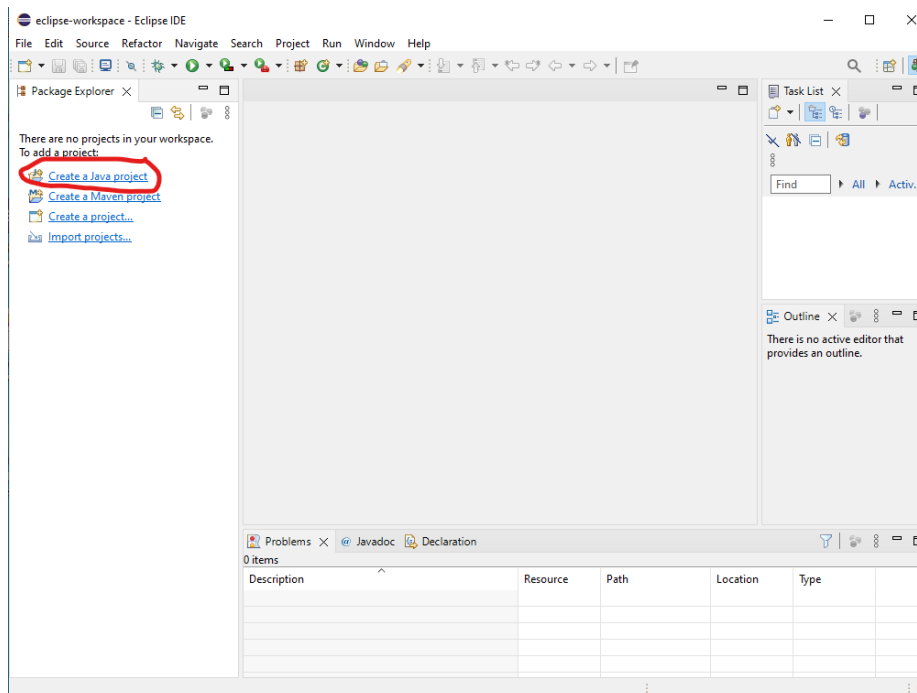 eclipse-workspace - Eclipse IDE
File Edit Source Refactor Navigate Search Project Run Window Help
Package Explorer
There are no projects in your workspace.
To add a project:
Create a Java project
Create a Maven project
Create a project...
Import projects...
Task List
Find All Activ.
Outline
There is no active editor that
provides an outline.
Problems @ Javadoc Declaration
0 items
Description Resource Path Location Type